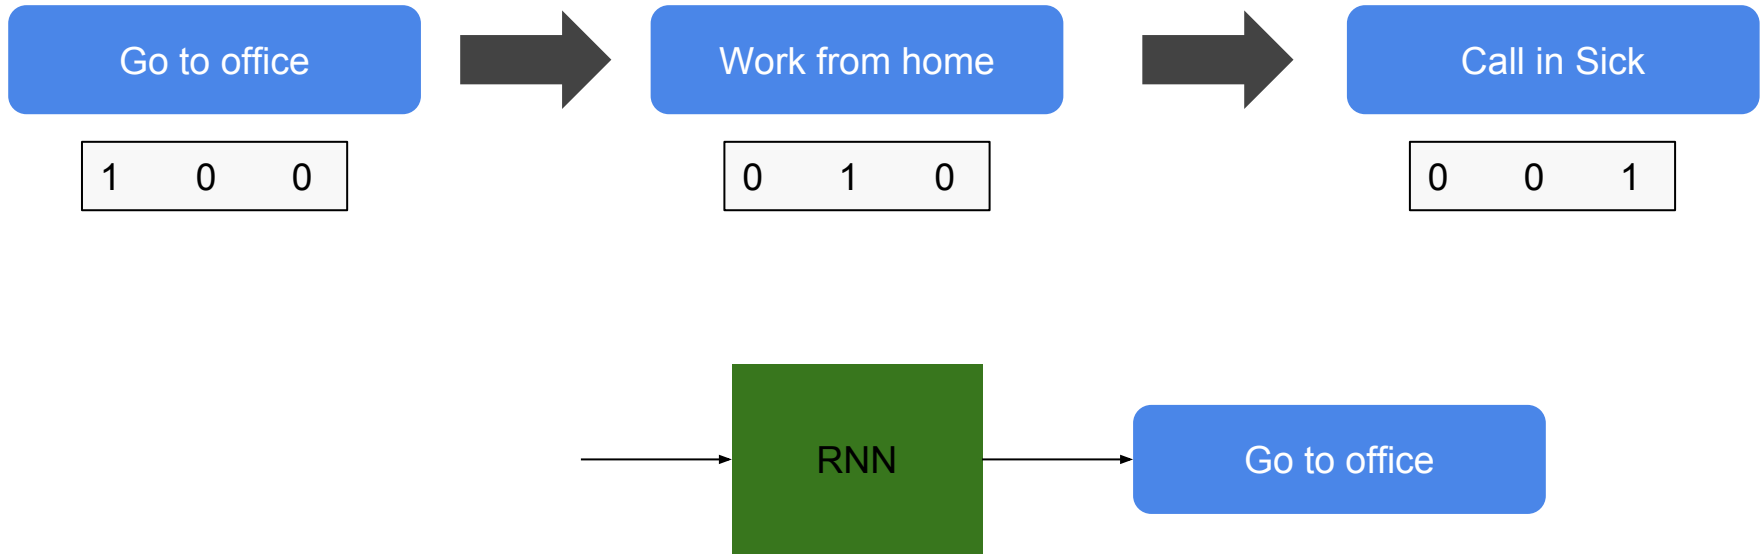 Go to office
Work from home
Call in Sick
1 0 0
0 1 0
0 0 1
RNN
Go to office